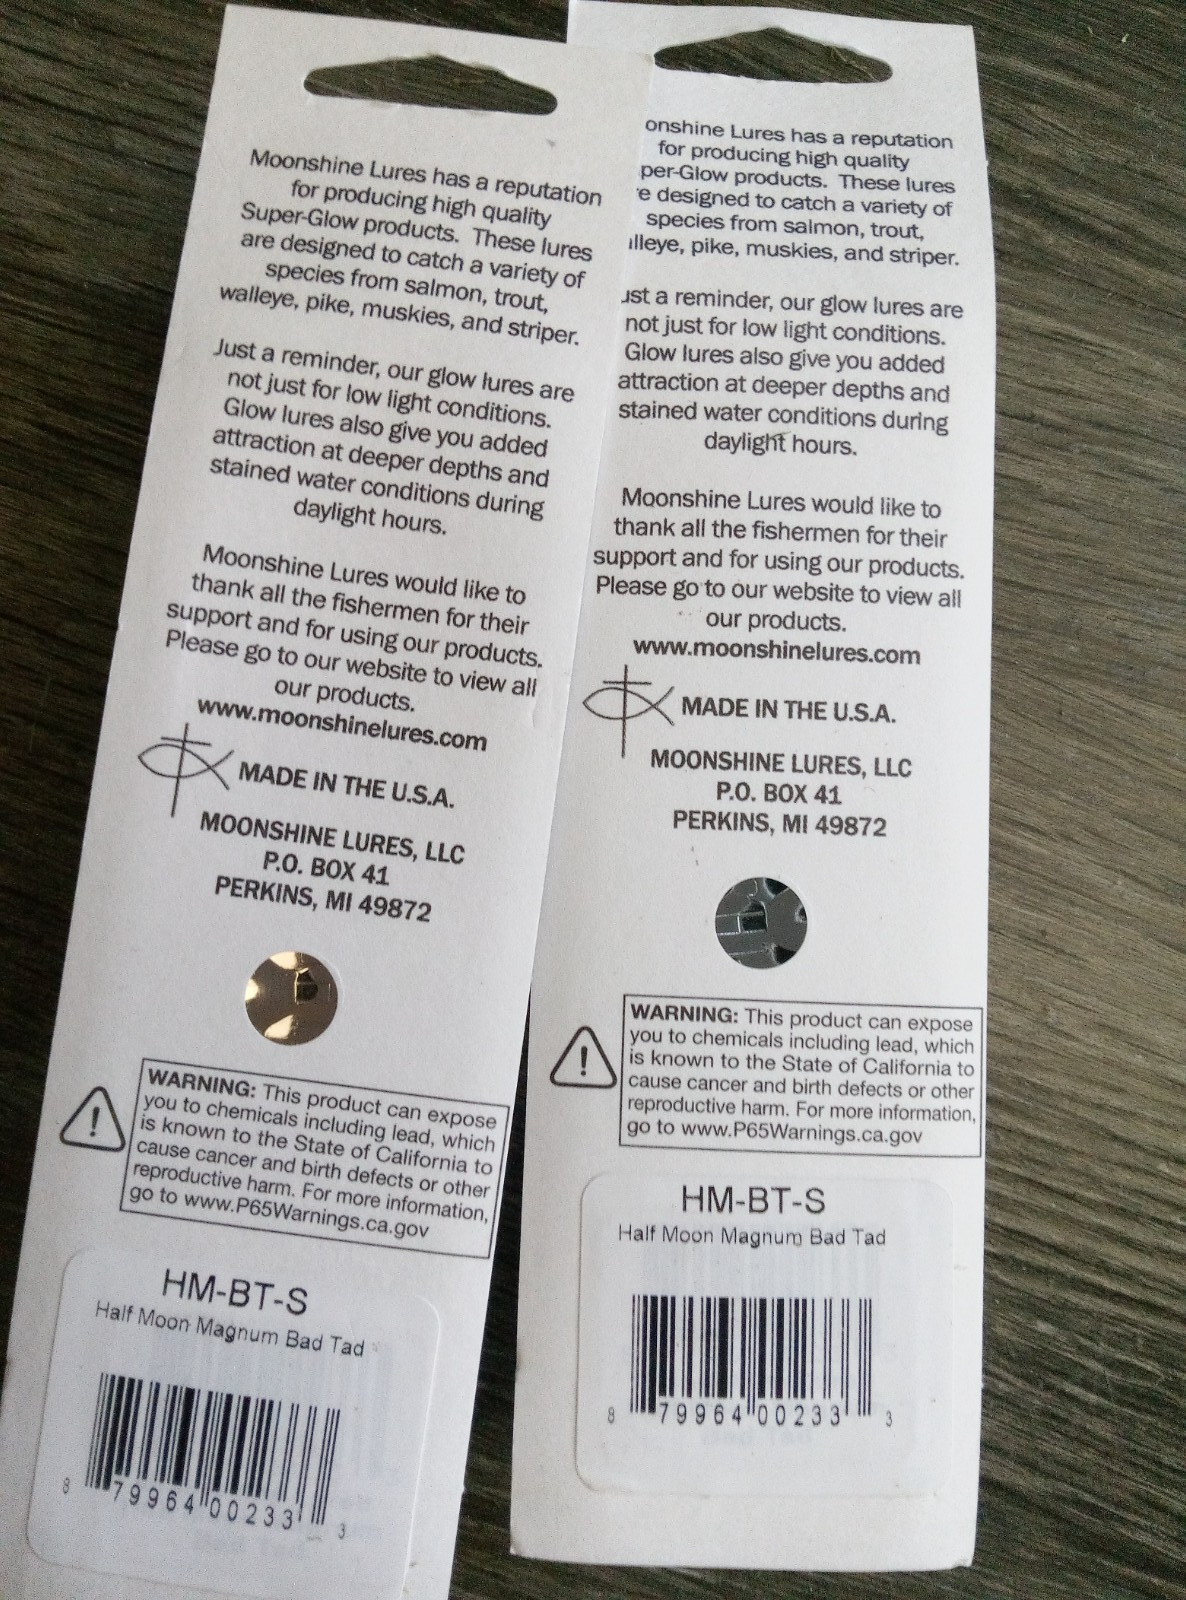 Moonshine Lures has a reputation
for producing high quality
Super-Glow products. These lures
are designed to catch a variety of
species from salmon, trout,
walleye, pike, muskies, and striper.
Just a reminder, our glow lures are
not just for low light conditions.
Glow lures also give you added
attraction at deeper depths and
stained water conditions during
daylight hours.
Moonshine Lures would like to
thank all the fishermen for their
support and for using our products.
Please go to our website to view all
our products.
www.moonshinelures.com
MADE IN THE U.S.A.
MOONSHINE LURES, LLC
P.O. BOX 41
PERKINS, MI 49872
WARNING: This product can expose
you to chemicals including lead, which
is known to the State of California to
cause cancer and birth defects or other
reproductive harm. For more information,
go to www.P65Warnings.ca.gov
HM-BT-S
Half Moon Magnum Bad Tad
8 79964 00233 3
onshine Lures has a reputation
for producing high quality
per-Glow products. These lures
e designed to catch a variety of
species from salmon, trout,
lleye, pike, muskies, and striper.
ust a reminder, our glow lures are
not just for low light conditions.
Glow lures also give you added
attraction at deeper depths and
stained water conditions during
daylight hours.
Moonshine Lures would like to
thank all the fishermen for their
support and for using our products.
Please go to our website to view all
our products.
www.moonshinelures.com
MADE IN THE U.S.A.
MOONSHINE LURES, LLC
P.O. BOX 41
PERKINS, MI 49872
WARNING: This product can expose
you to chemicals including lead, which
is known to the State of California to
cause cancer and birth defects or other
reproductive harm. For more information,
go to www.P65Warnings.ca.gov
HM-BT-S
Half Moon Magnum Bad Tad
8 79964 00233 3